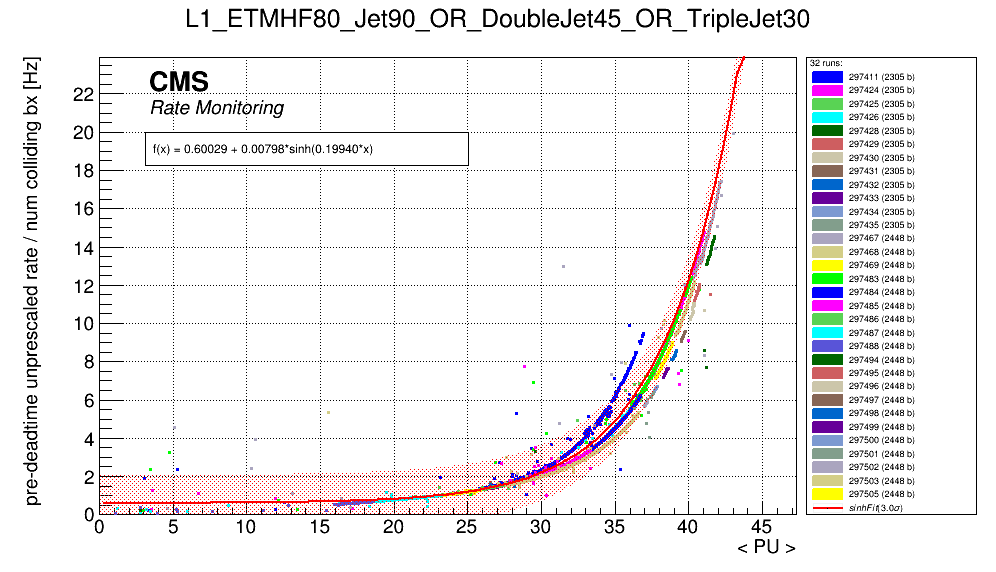 L1_ETMHF80_Jet90_OR_DoubleJet45_OR_TripleJet30
pre-deadtime unprescaled rate / num colliding bx [Hz]
CMS
Rate Monitoring
f(x) = 0.60029 + 0.00798*sinh(0.19940*x)
22
20
18
16
14
12
10
8
6
4
2
0
0 5 10 15 20 25 30 35 40 45
< PU >
32 runs:
297411 (2305 b)
297424 (2305 b)
297425 (2305 b)
297426 (2305 b)
297428 (2305 b)
297429 (2305 b)
297430 (2305 b)
297431 (2305 b)
297432 (2305 b)
297433 (2305 b)
297434 (2305 b)
297435 (2305 b)
297467 (2448 b)
297468 (2448 b)
297469 (2448 b)
297483 (2448 b)
297484 (2448 b)
297485 (2448 b)
297486 (2448 b)
297487 (2448 b)
297488 (2448 b)
297494 (2448 b)
297495 (2448 b)
297496 (2448 b)
297497 (2448 b)
297498 (2448 b)
297499 (2448 b)
297500 (2448 b)
297501 (2448 b)
297502 (2448 b)
297503 (2448 b)
297505 (2448 b)
sinhFit(3.0σ)